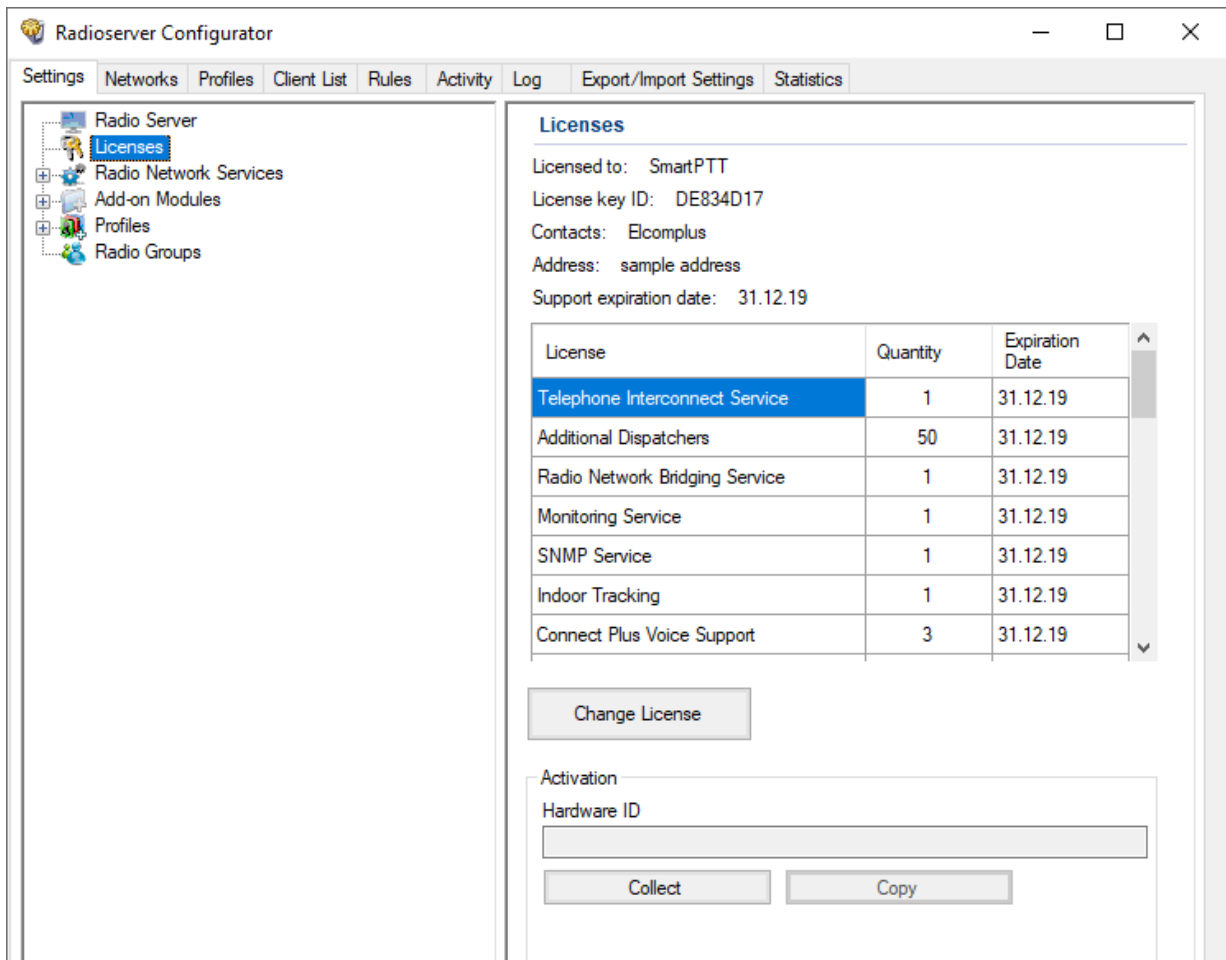 Radioserver Configurator
Settings Networks Profiles Client List Rules Activity Log Export/Import Settings Statistics
Radio Server
Licenses
Radio Network Services
Add-on Modules
Profiles
Radio Groups
Licenses
Licensed to: SmartPTT
License key ID: DE834D17
Contacts: Elcomplus
Address: sample address
Support expiration date: 31.12.19
License Quantity Expiration Date
Telephone Interconnect Service 1 31.12.19
Additional Dispatchers 50 31.12.19
Radio Network Bridging Service 1 31.12.19
Monitoring Service 1 31.12.19
SNMP Service 1 31.12.19
Indoor Tracking 1 31.12.19
Connect Plus Voice Support 3 31.12.19
Change License
Activation
Hardware ID
Collect Copy